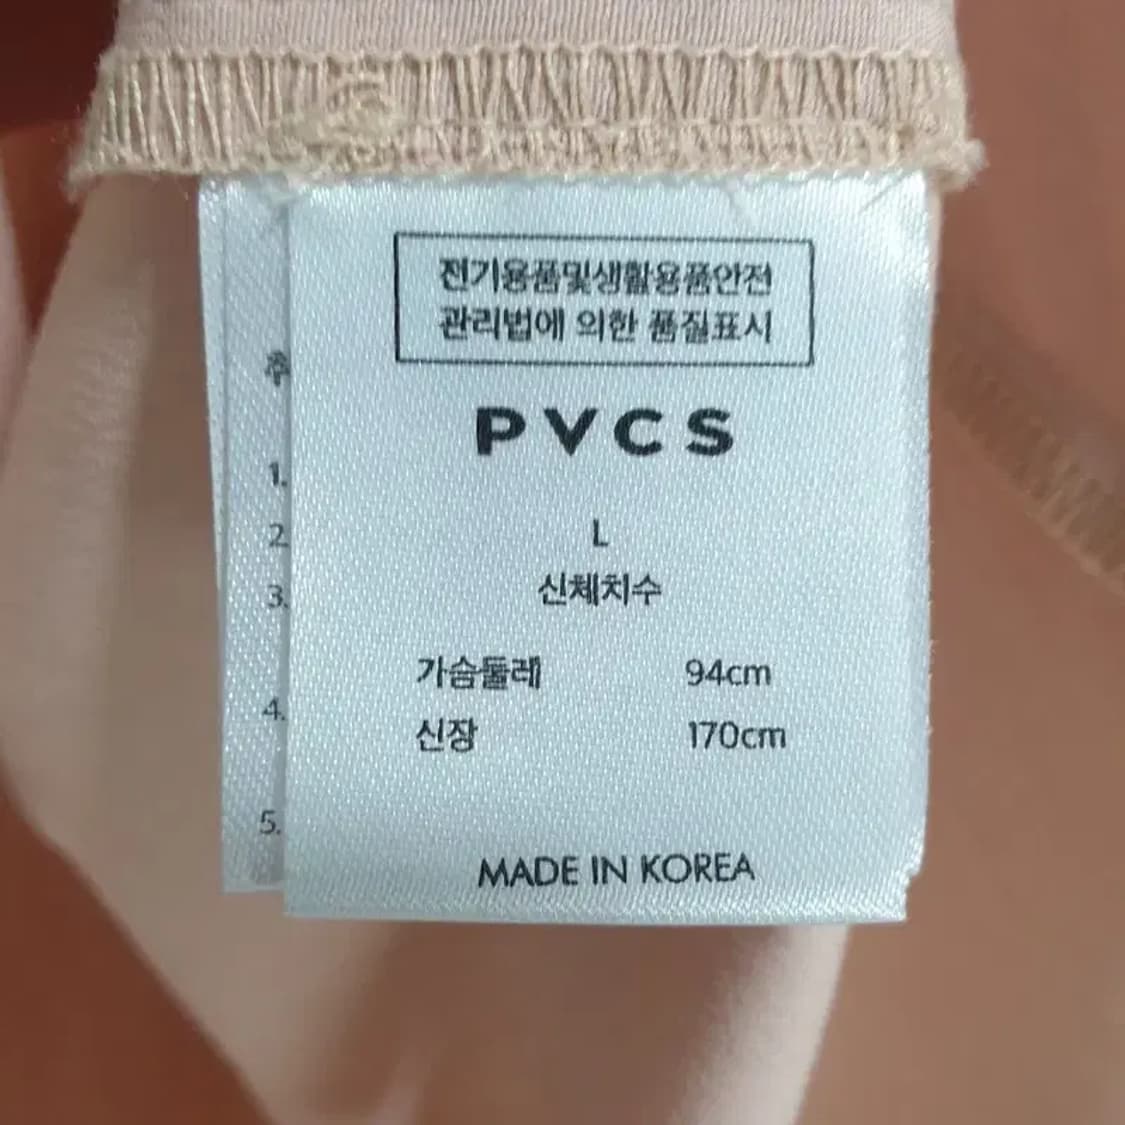 전기용품및생활용품안전
관리법에 의한 품질표시
PVCS
L
신체치수
가슴둘레 94cm
신장 170cm
MADE IN KOREA
1.
2.
3.
4.
5.